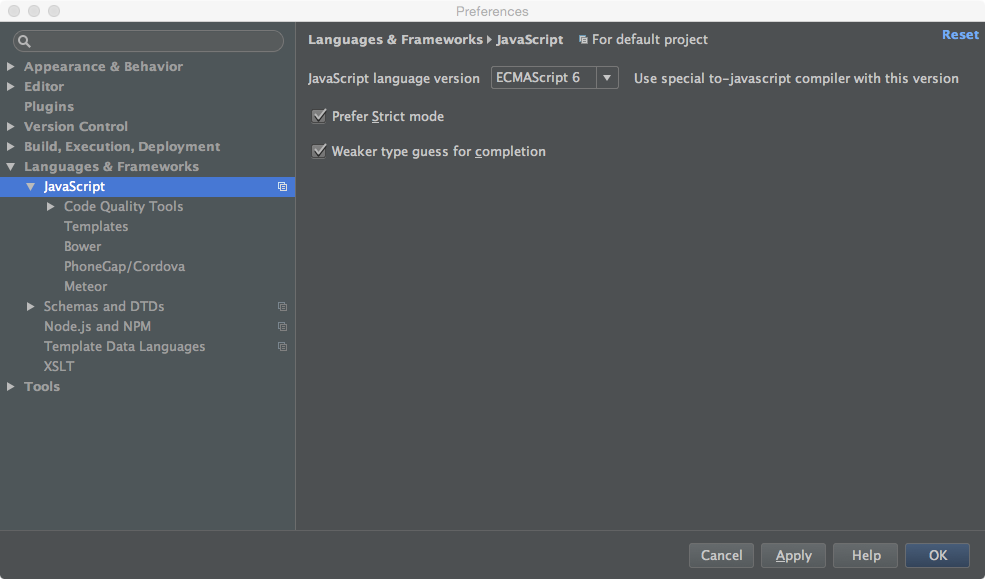 Preferences
Languages & Frameworks JavaScript For default project Reset
Appearance & Behavior
Editor
Plugins
Version Control
Build, Execution, Deployment
Languages & Frameworks
JavaScript
Code Quality Tools
Templates
Bower
PhoneGap/Cordova
Meteor
Schemas and DTDs
Node.js and NPM
Template Data Languages
XSLT
Tools
JavaScript language version ECMAScript 6 Use special to-javascript compiler with this version
Prefer Strict mode
Weaker type guess for completion
Cancel Apply Help OK